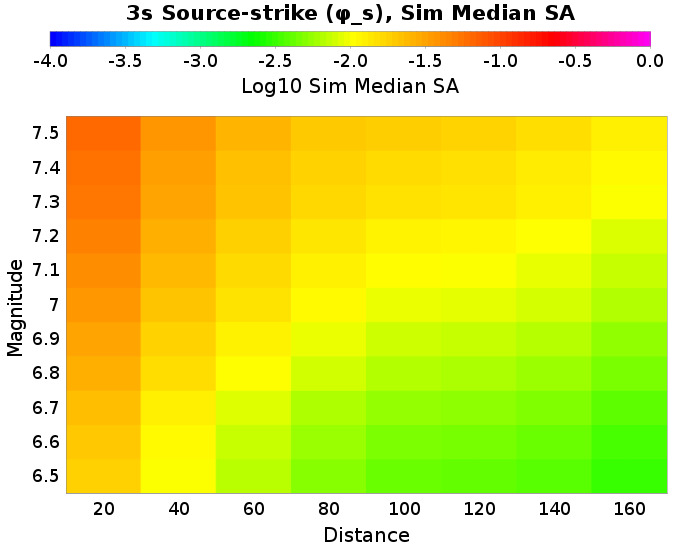 3s Source-strike (φ_s), Sim Median SA
-4.0 -3.5 -3.0 -2.5 -2.0 -1.5 -1.0 -0.5 0.0
Log10 Sim Median SA
7.5
7.4
7.3
7.2
7.1
7
6.9
6.8
6.7
6.6
6.5
Magnitude
20 40 60 80 100 120 140 160
Distance